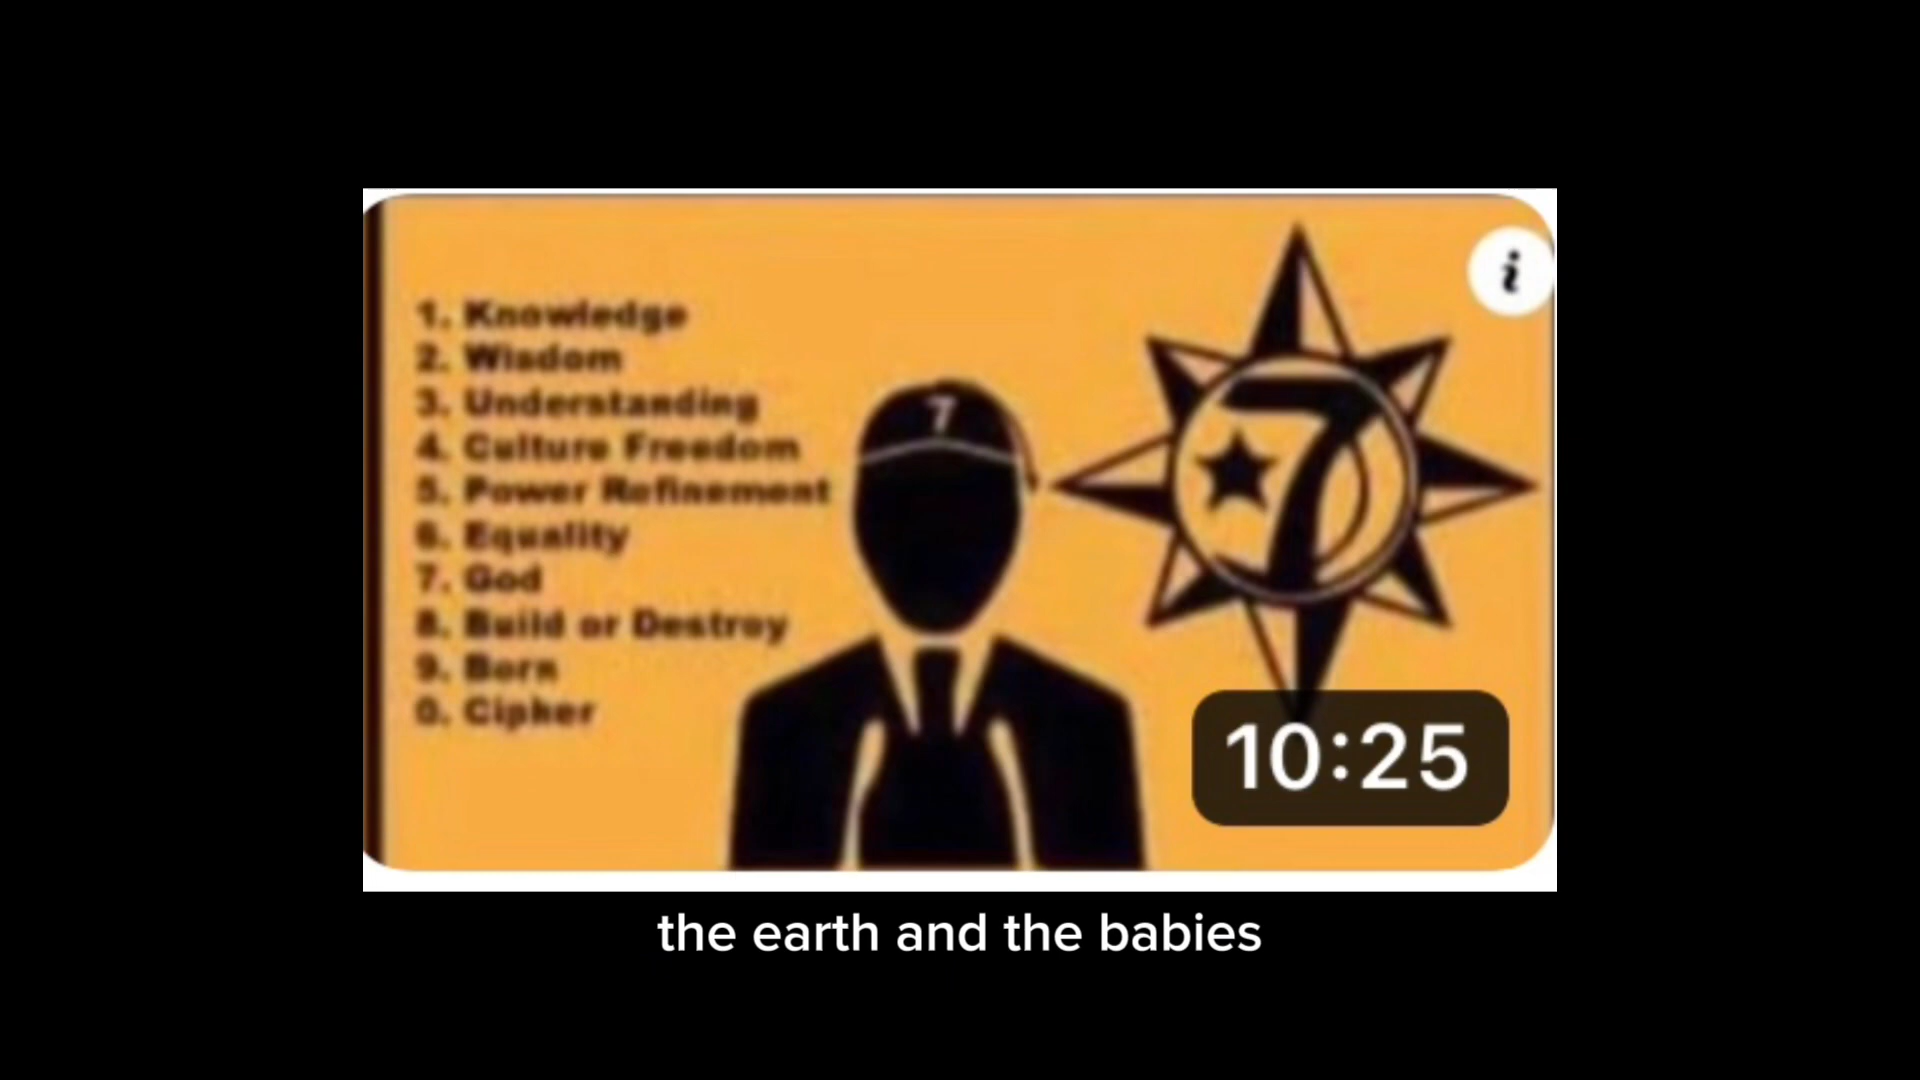 1. Knowledge
2. Wisdom
3. Understanding
4. Culture Freedom
5. Power Refinement
6. Equality
7. God
8. Build or Destroy
9. Born
0. Cipher
7
7
i
10:25
the earth and the babies